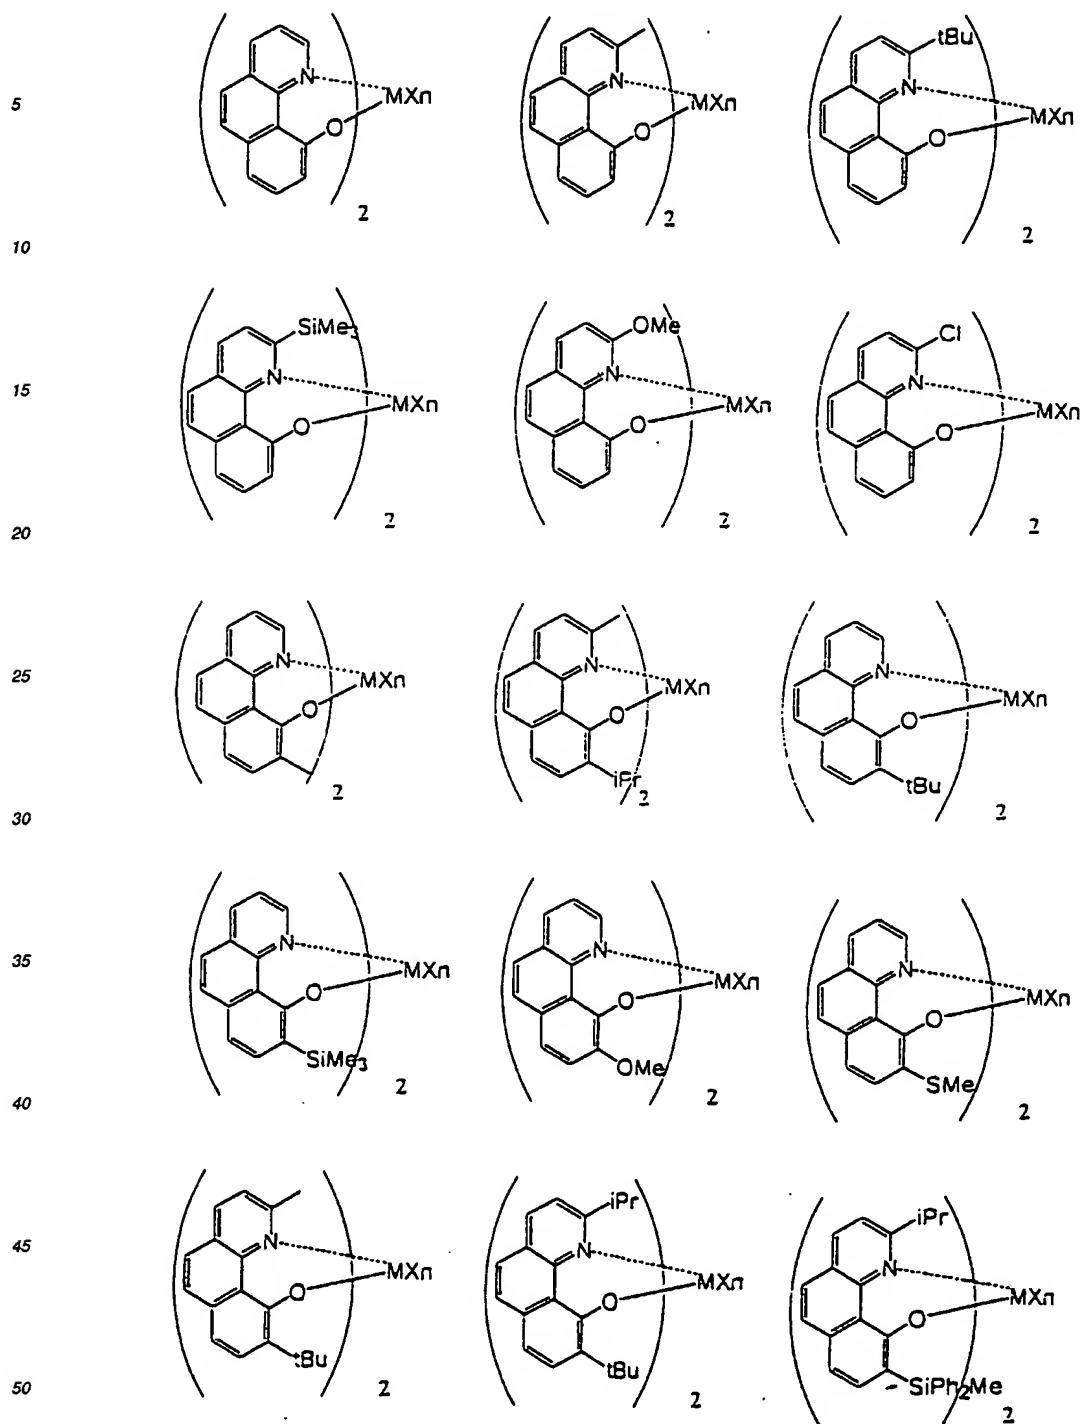 N MXn O 2
N MXn O 2
tBu N MXn O 2
5
10
SiMe3 N MXn O 2
OMe N MXn O 2
Cl N MXn O 2
15
20
N MXn O 2
N MXn O iPr 2
N MXn O tBu 2
25
30
N MXn O SiMe3 2
N MXn O OMe 2
N MXn O SMe 2
35
40
N MXn O tBu 2
iPr N MXn O tBu 2
iPr N MXn O SiPh2Me 2
45
50